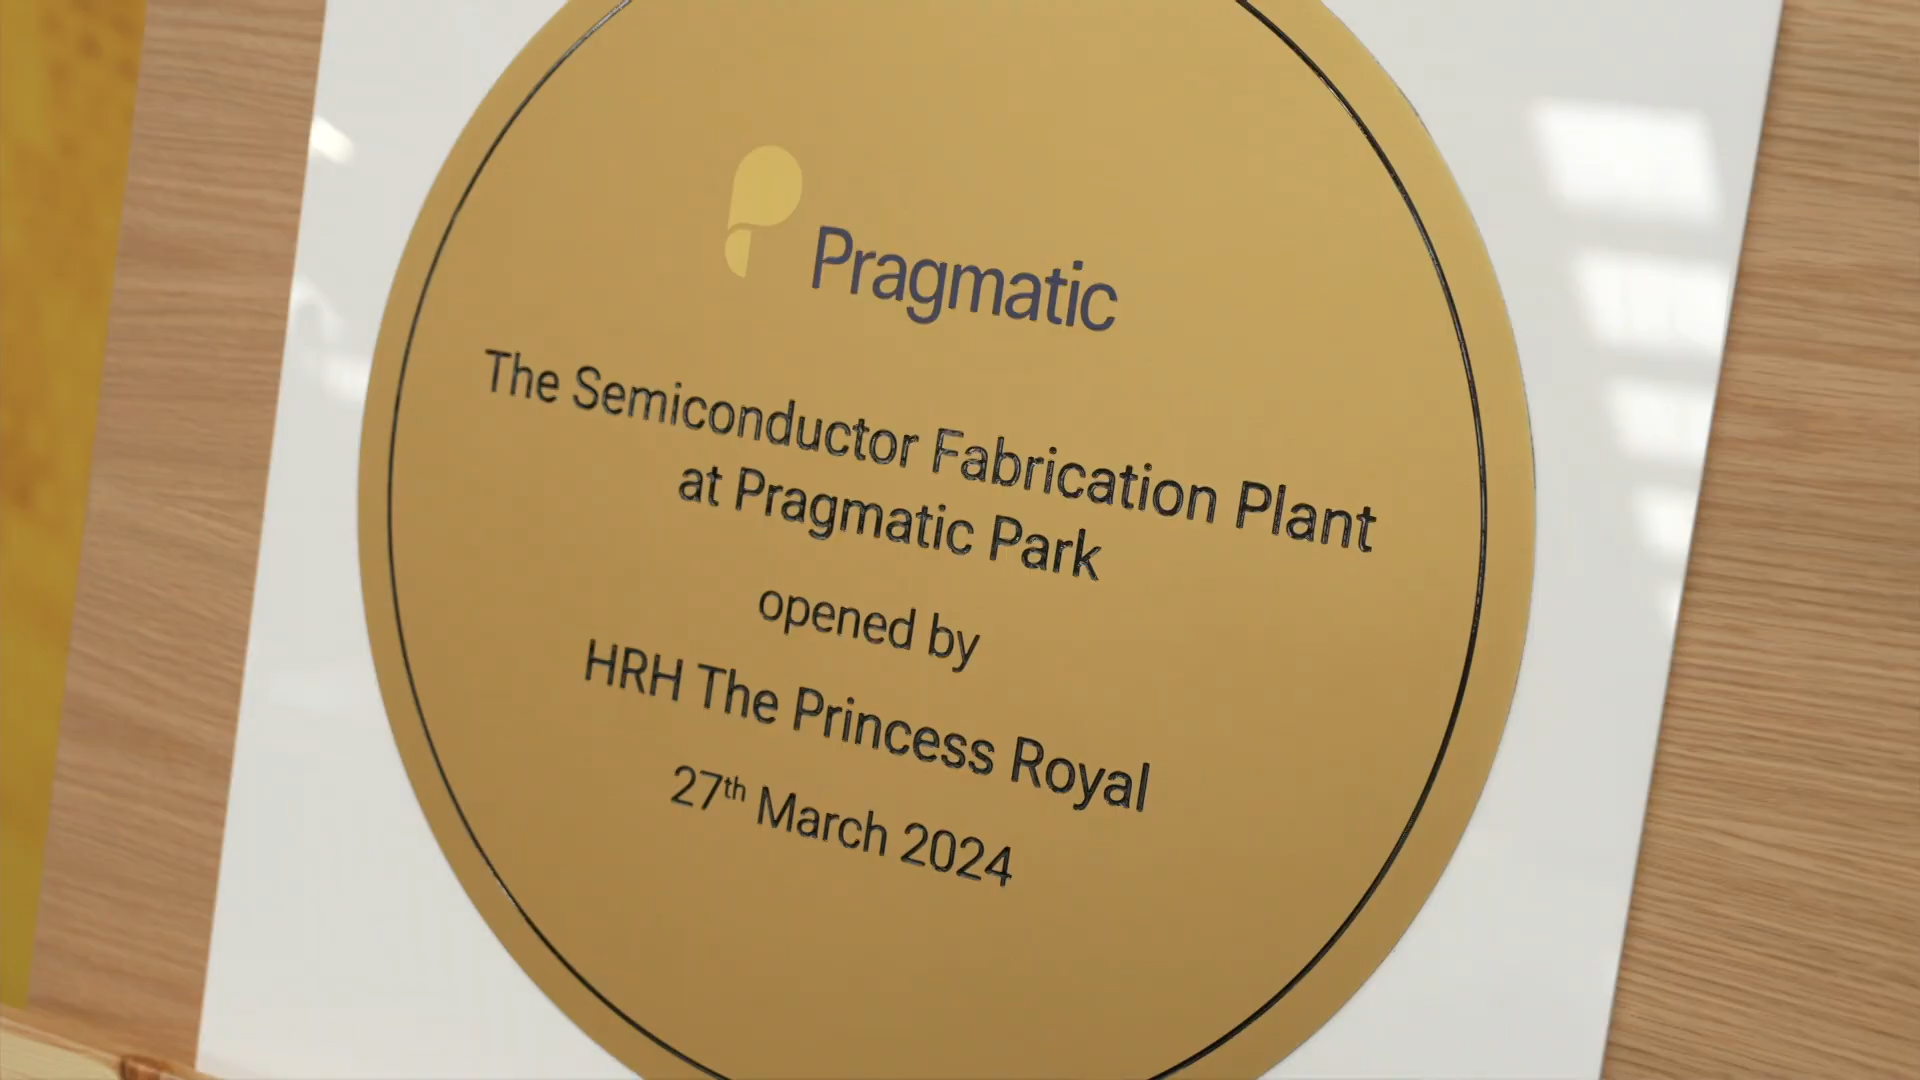 Pragmatic
The Semiconductor Fabrication Plant
at Pragmatic Park
opened by
HRH The Princess Royal
27th March 2024